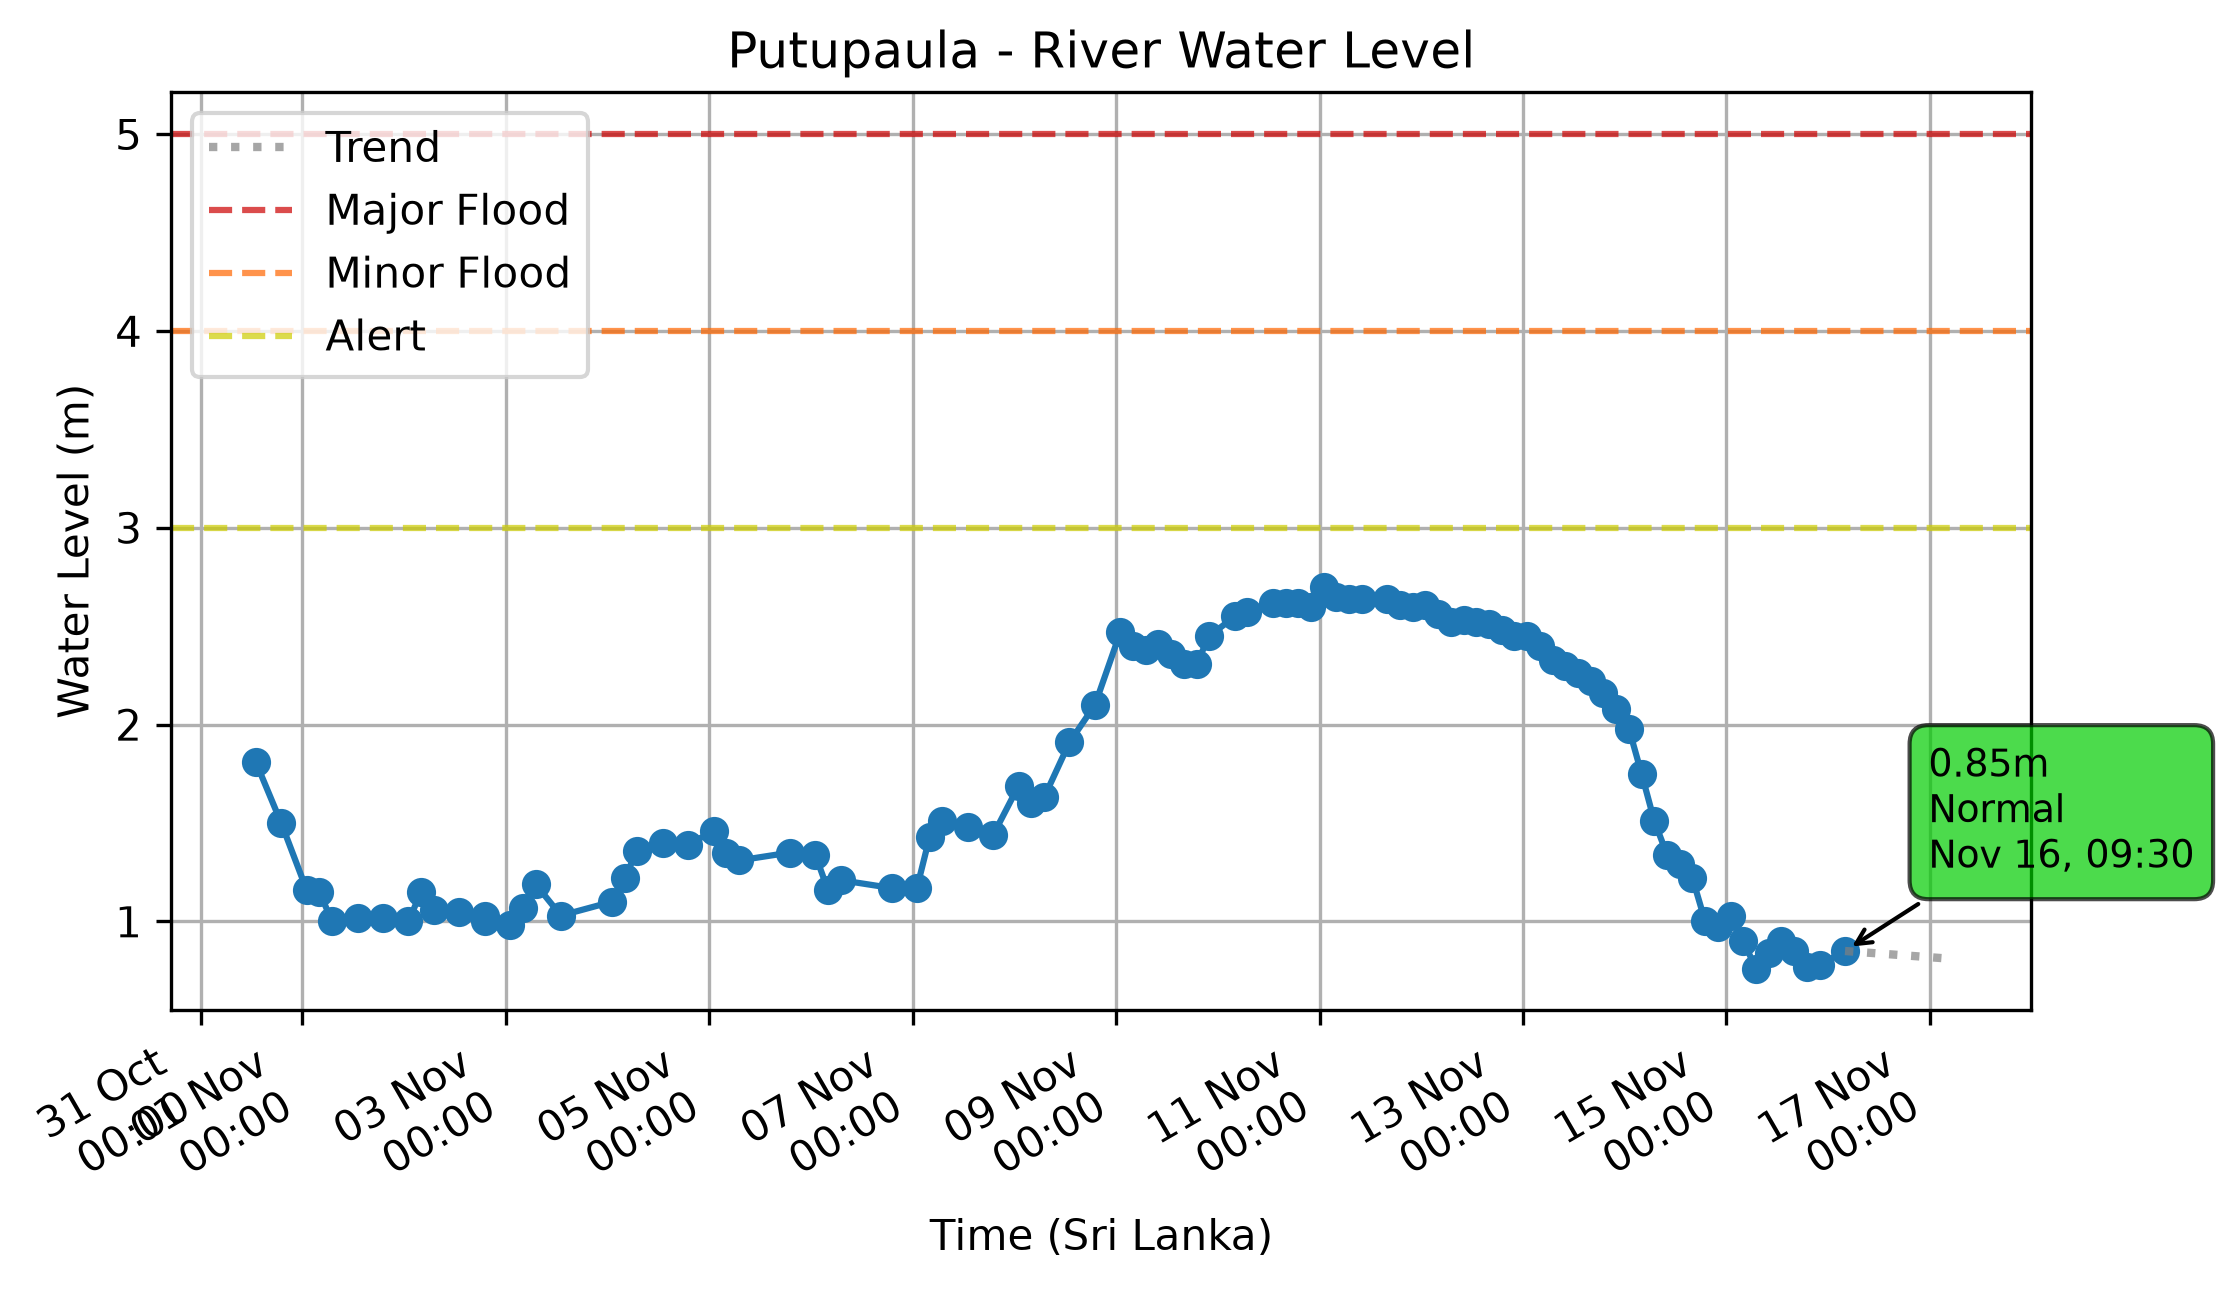 Putupaula - River Water Level
Trend
Major Flood
Minor Flood
Alert
5
4
3
2
1
Water Level (m)
0.85m
Normal
Nov 16, 09:30
31 Oct
00:00
01 Nov
00:00
03 Nov
00:00
05 Nov
00:00
07 Nov
00:00
09 Nov
00:00
11 Nov
00:00
13 Nov
00:00
15 Nov
00:00
17 Nov
00:00
Time (Sri Lanka)